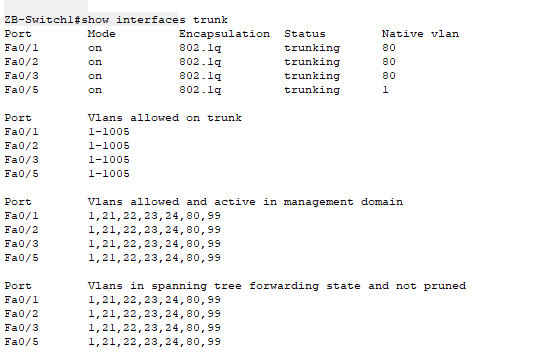 ZB-Switch1#show interfaces trunk
Port        Mode         Encapsulation  Status        Native vlan
Fa0/1       on           802.1q         trunking      80
Fa0/2       on           802.1q         trunking      80
Fa0/3       on           802.1q         trunking      80
Fa0/5       on           802.1q         trunking      1
Port        Vlans allowed on trunk
Fa0/1       1-1005
Fa0/2       1-1005
Fa0/3       1-1005
Fa0/5       1-1005
Port        Vlans allowed and active in management domain
Fa0/1       1,21,22,23,24,80,99
Fa0/2       1,21,22,23,24,80,99
Fa0/3       1,21,22,23,24,80,99
Fa0/5       1,21,22,23,24,80,99
Port        Vlans in spanning tree forwarding state and not pruned
Fa0/1       1,21,22,23,24,80,99
Fa0/2       1,21,22,23,24,80,99
Fa0/3       1,21,22,23,24,80,99
Fa0/5       1,21,22,23,24,80,99